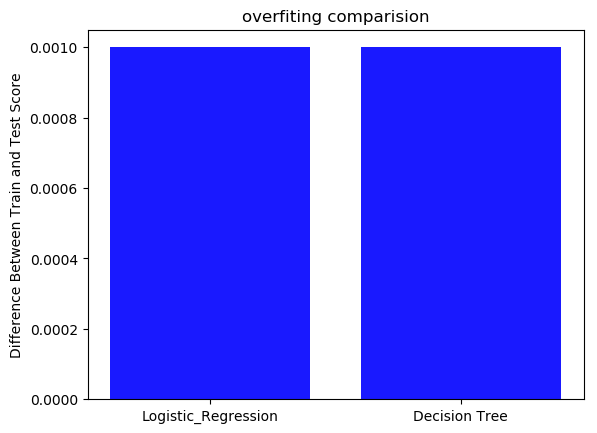 overfiting comparision
Difference Between Train and Test Score
0.0010
0.0008
0.0006
0.0004
0.0002
0.0000
Logistic_Regression
Decision Tree